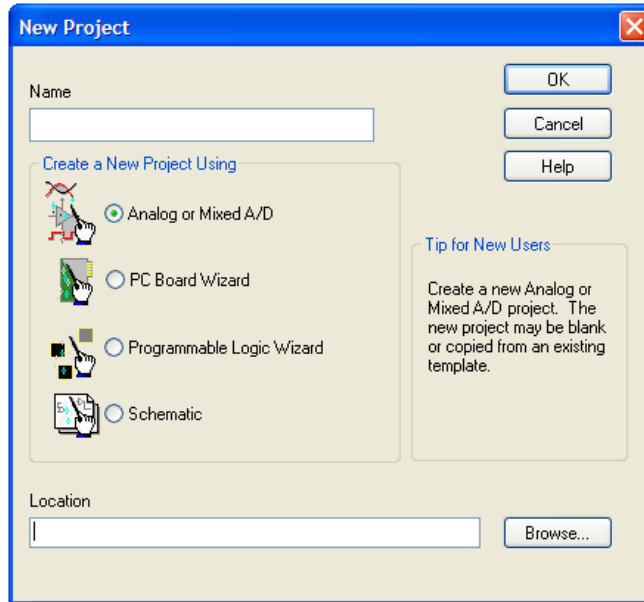 New Project
Name
OK
Cancel
Help
Create a New Project Using
Analog or Mixed A/D
PC Board Wizard
Programmable Logic Wizard
Schematic
Tip for New Users
Create a new Analog or
Mixed A/D project. The
new project may be blank
or copied from an existing
template.
Location
Browse...